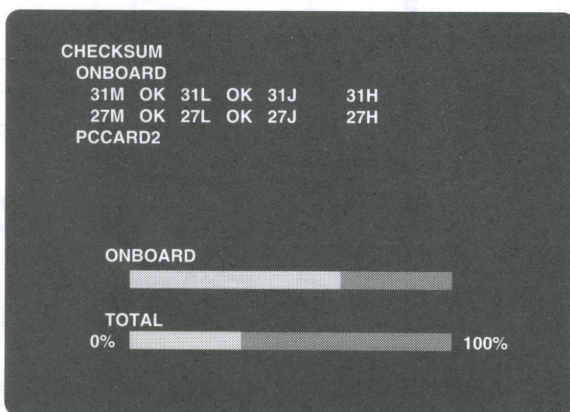 CHECKSUM
ONBOARD
31M OK 31L OK 31J 31H
27M OK 27L OK 27J 27H
PCCARD2
ONBOARD
TOTAL
0% 100%